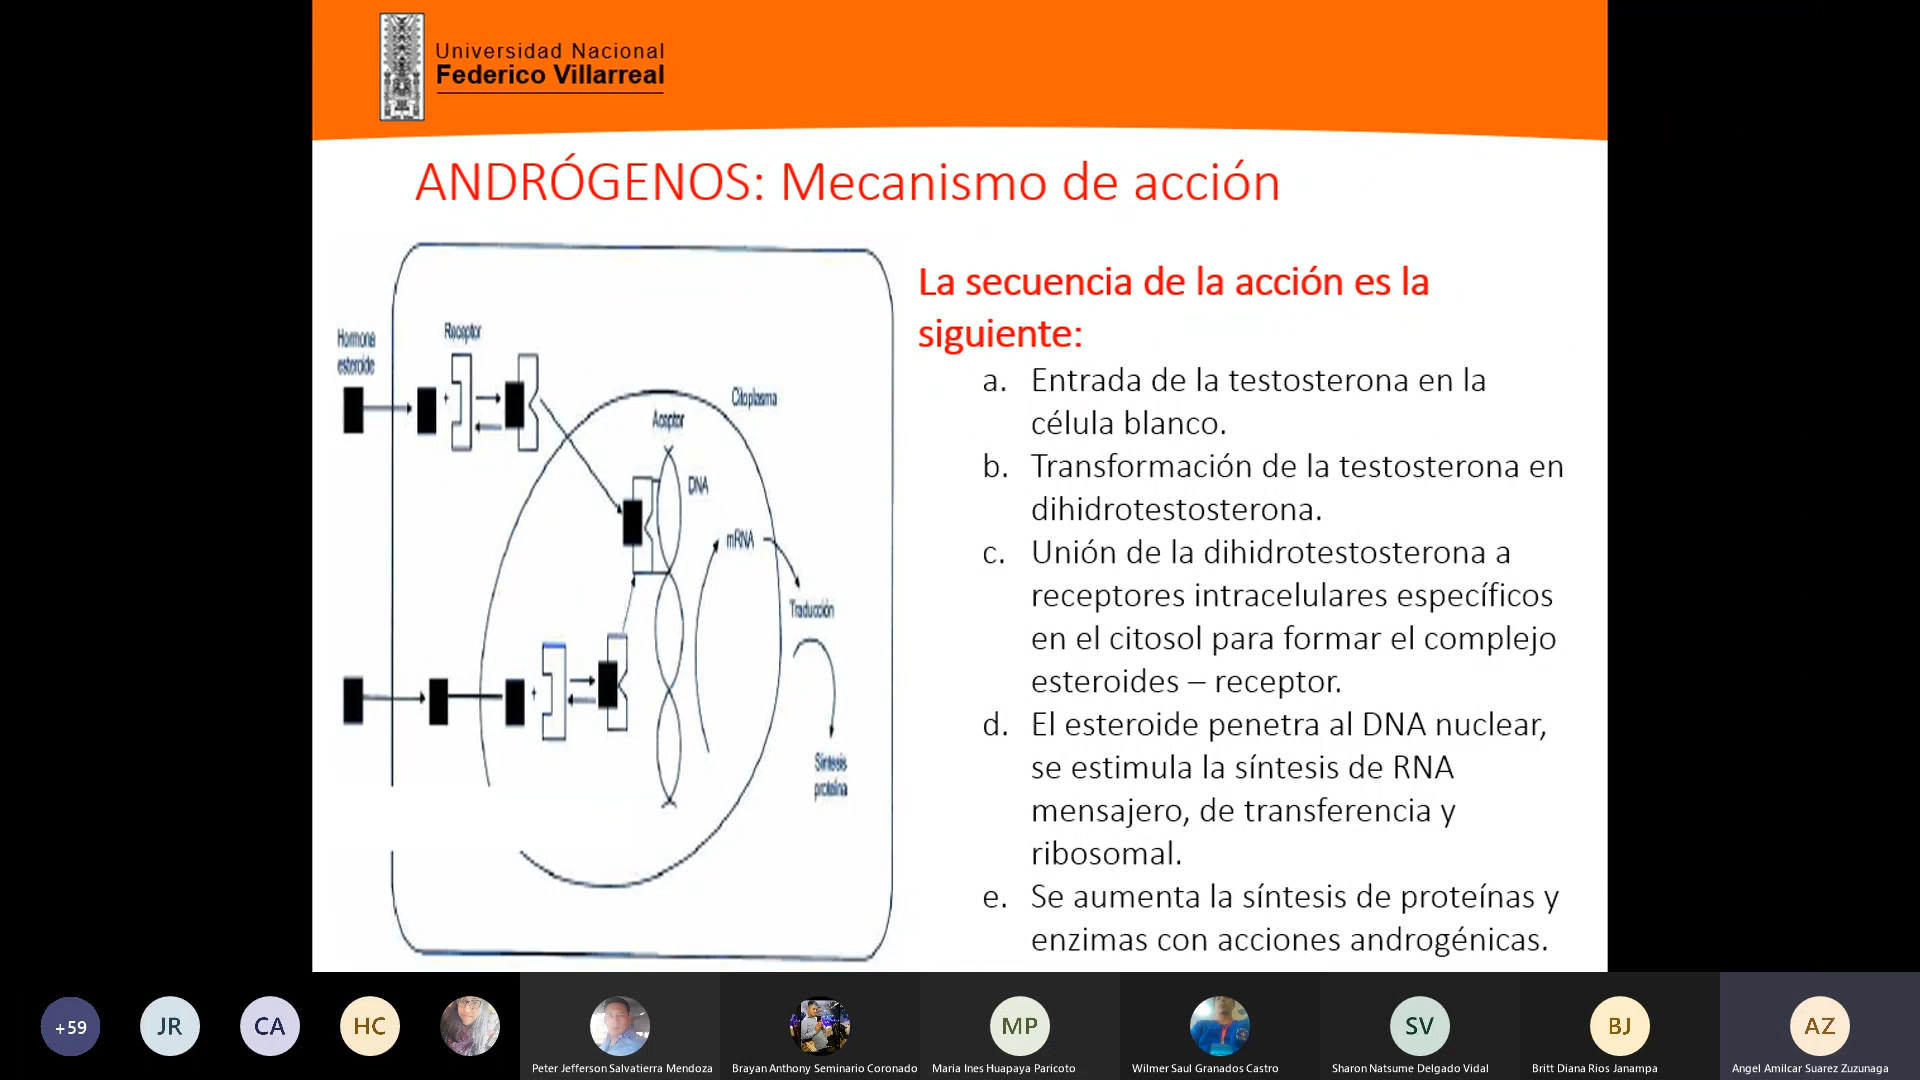 Universidad Nacional
Federico Villarreal
ANDRÓGENOS: Mecanismo de acción
Hormona
esteroide
Receptor
Citoplasma
Aceptor
DNA
mRNA
Traducción
Síntesis
proteína
La secuencia de la acción es la
siguiente:
a. Entrada de la testosterona en la
célula blanco.
b. Transformación de la testosterona en
dihidrotestosterona.
c. Unión de la dihidrotestosterona a
receptores intracelulares específicos
en el citosol para formar el complejo
esteroides – receptor.
d. El esteroide penetra al DNA nuclear,
se estimula la síntesis de RNA
mensajero, de transferencia y
ribosomal.
e. Se aumenta la síntesis de proteínas y
enzimas con acciones androgénicas.
+59
JR
CA
HC
MP
SV
BJ
AZ
Peter Jefferson Salvatierra Mendoza
Brayan Anthony Seminario Coronado
Maria Ines Huapaya Paricoto
Wilmer Saul Granados Castro
Sharon Natsume Delgado Vidal
Britt Diana Rios Janampa
Angel Amilcar Suarez Zuzunaga